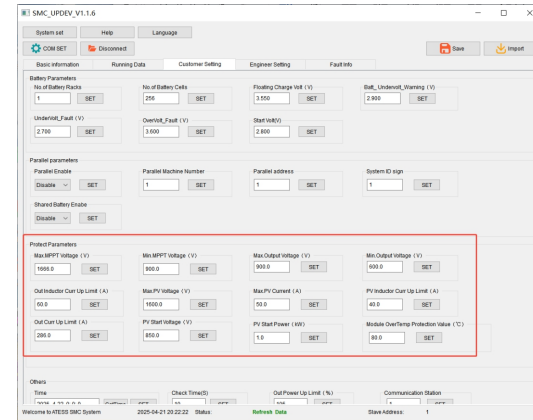 SMC_UPDEV_V1.1.6
System set Help Language
COM SET Disconnect Save Import
Basic Information Running Data Customer Setting Engineer Setting Fault Info
Battery Parameters
No.of Battery Racks No.of Battery Cells Floating Charge Volt (V) Batt_ Undervolt_Warning (V)
1 SET 256 SET 3.550 SET 2.900 SET
UnderVolt_Fault (V) OverVolt_Fault (V) Start Volt(V)
2.700 SET 3.600 SET 2.800 SET
Parallel parameters
Parallel Enable Parallel Machine Number Parallel address System ID sign
Disable SET 1 SET 1 SET 1 SET
Shared Battery Enabe
Disable SET
Protect Parameters
Max.MPPT Voltage (V) Min.MPPT Voltage (V) Max.Output Voltage (V) Min.Output Voltage (V)
1666.0 SET 900.0 SET 900.0 SET 600.0 SET
Out Inductor Curr Up Limit (A) Max.PV Voltage (V) Max.PV Current (A) PV Inductor Curr Up Limit (A)
60.0 SET 1600.0 SET 50.0 SET 40.0 SET
Out Curr Up Limit (A) PV Start Voltage (V) PV Start Power (kW) Module OverTemp Protection Value (℃)
286.0 SET 850.0 SET 1.0 SET 80.0 SET
Others
Time Check Time(S) Out Power Up Limit (%) Communication Station
Welcome to ATESS SMC System 2025-04-21 20:22:22 Status: Refresh Data Slave Address: 1